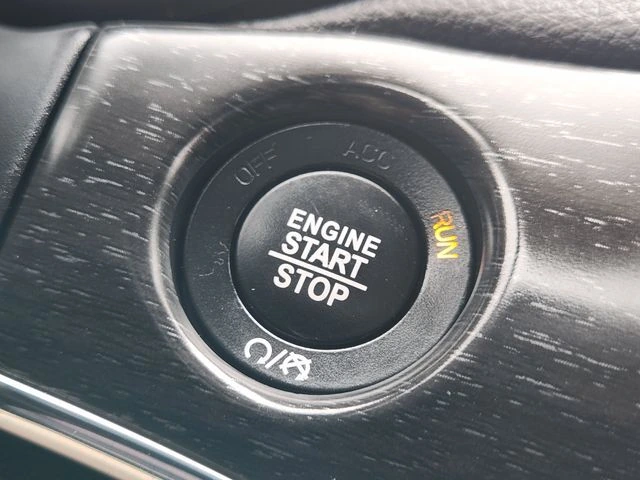 OFF
ACC
RUN
ENGINE
START
STOP